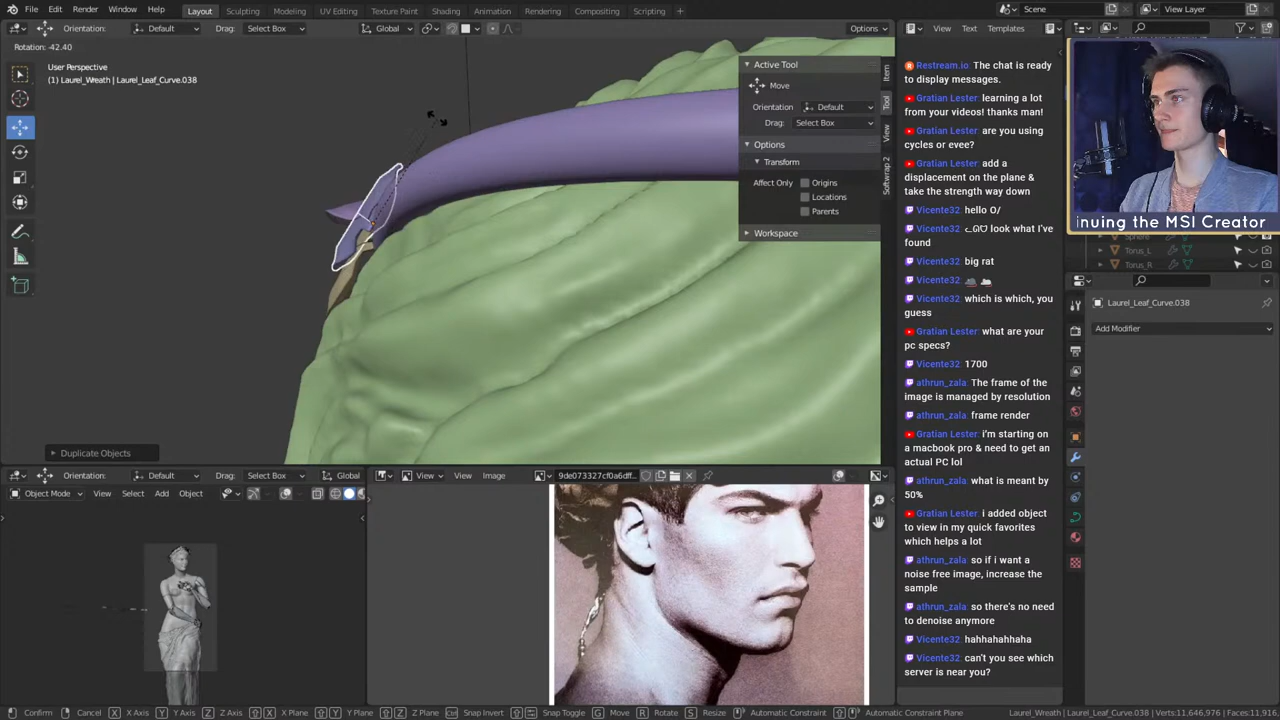 File Edit Render Window Help Layout Sculpting Modeling UV Editing Texture Paint Shading Animation Rendering Compositing Scripting + Scene View Layer
Orientation: Default Drag: Select Box Global Options View Text Templates
Rotation: -42.40
User Perspective
(1) Laurel_Wreath | Laurel_Leaf_Curve.038
Active Tool
Move
Orientation Default
Drag: Select Box
Options
Transform
Affect Only Origins
Locations
Parents
Workspace
Item
Tool
View
Softwrap 2
Duplicate Objects
Restream.io The chat is ready
to display messages.
Gratian Lester: learning a lot
from your videos! thanks man!
Gratian Lester: are you using
cycles or evee?
Gratian Lester: add a
displacement on the plane &
take the strength way down
Vicente32: hello O/
Vicente32: look what I've
found
Vicente32: big rat
Vicente32:
Vicente32: which is which, you
guess
Gratian Lester: what are your
pc specs?
Vicente32: 1700
athrun_zala: The frame of the
image is managed by resolution
athrun_zala: frame render
Gratian Lester: i'm starting on
a macbook pro & need to get an
actual PC lol
athrun_zala: what is meant by
50%
Gratian Lester: i added object
to view in my quick favorites
which helps a lot
athrun_zala: so if i want a
noise free image, increase the
sample
athrun_zala: so there's no need
to denoise anymore
Vicente32: hahhahahhaha
Vicente32: can't you see which
server is near you?
inuing the MSI Creator
Sphere
Torus_L
Torus_R
Laurel_Leaf_Curve.038
Add Modifier
Orientation: Default Drag: Select Box Global
Object Mode View Select Add Object
View View Image 9de073327cf0a6dff...
Confirm Cancel X X Axis Y Y Axis Z Z Axis X X Plane Y Y Plane Z Z Plane Snap Invert Snap Toggle G Move R Rotate S Resize Automatic Constraint Automatic Constraint Plane Laurel_Wreath | Laurel_Leaf_Curve.038 | Verts:11,646,976 | Faces:11,916